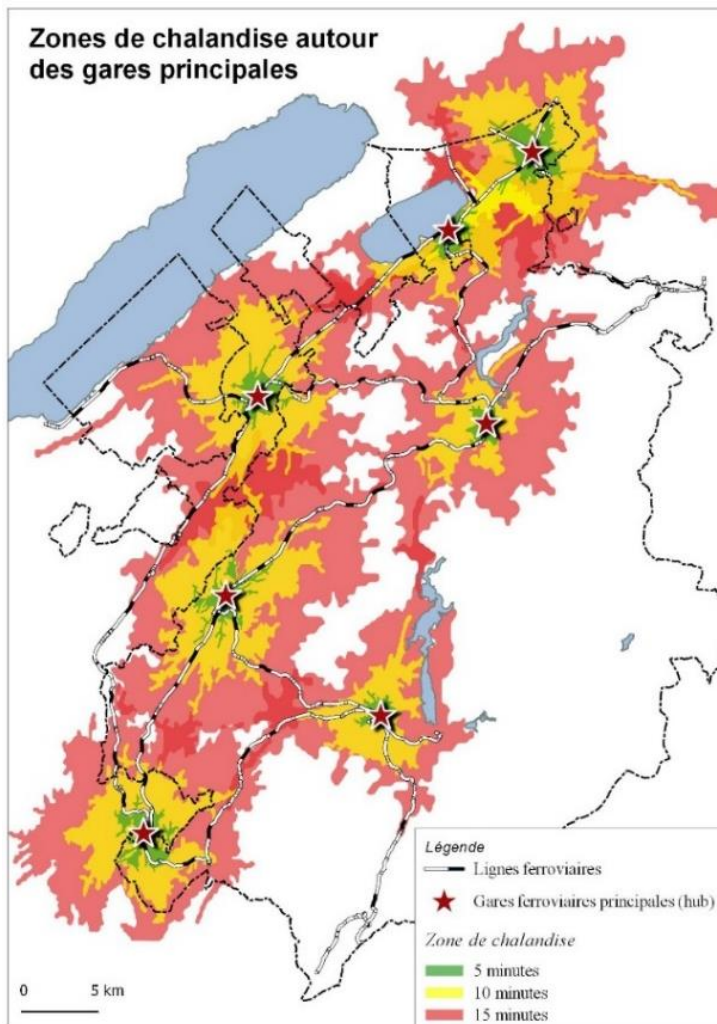 Zones de chalandise autour
des gares principales
Légende
Lignes ferroviaires
Gares ferroviaires principales (hub)
Zone de chalandise
5 minutes
10 minutes
15 minutes
0 5 km